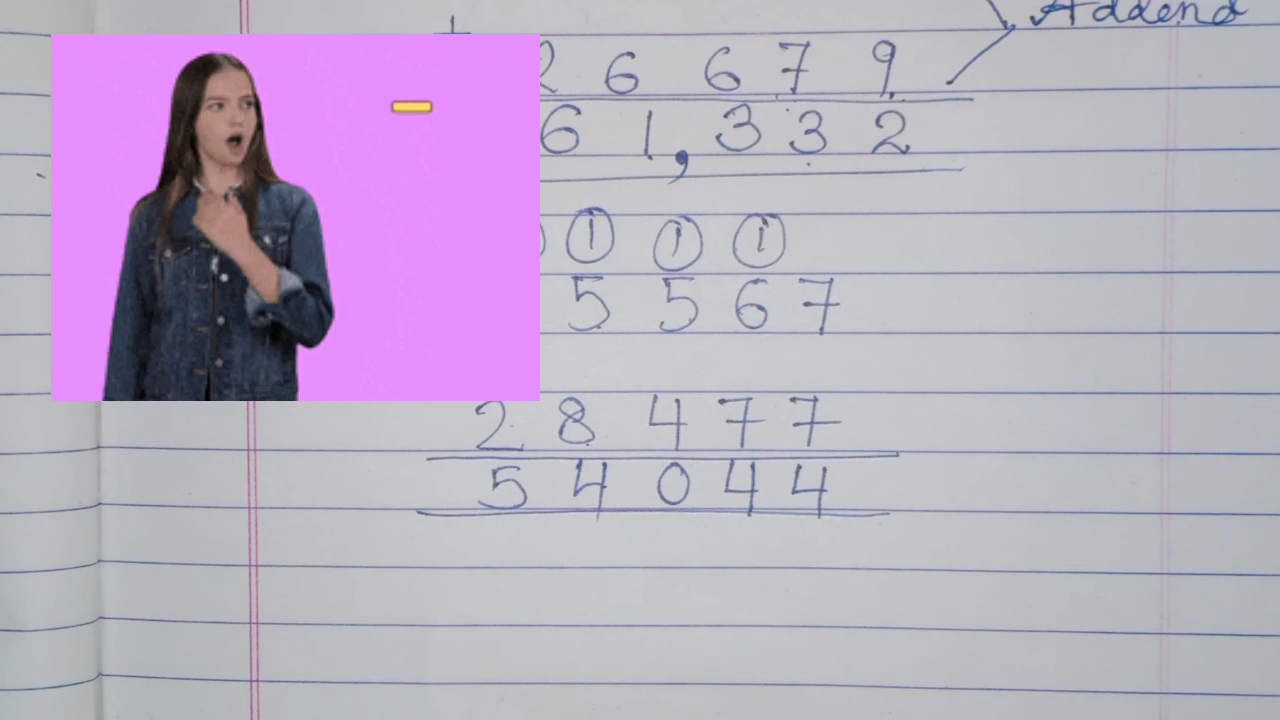 Addend
+
2 6 6 7 9
6 1, 3 3 2
1 1 1
5 5 6 7
2 8 4 7 7
5 4 0 4 4